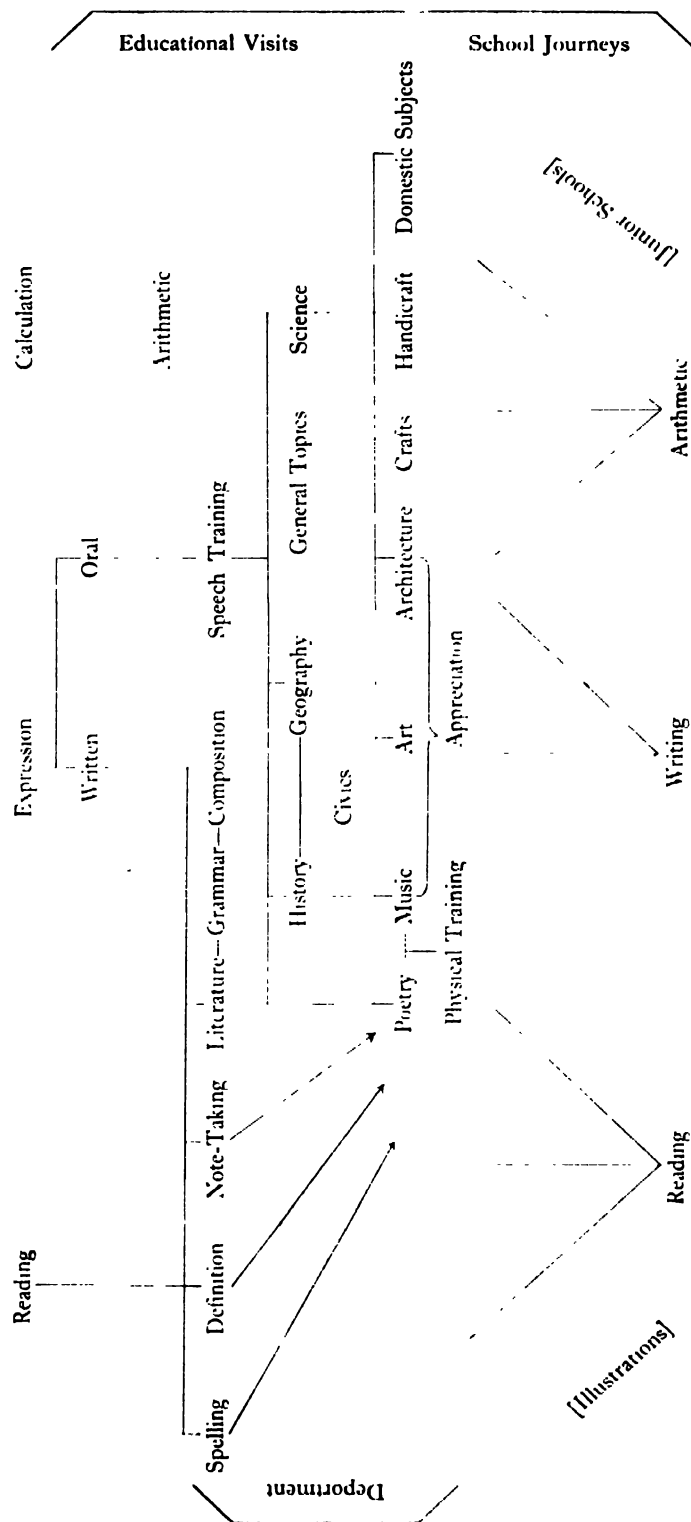 Educational Visits
School Journeys
Reading
Expression
Calculation
Written
Oral
Arithmetic
Spelling
Definition
Note-Taking
Literature—Grammar—Composition
Speech Training
History—Geography
General Topics
Science
Civics
Poetry
Music
Art
Architecture
Crafts
Handicraft
Domestic Subjects
Physical Training
Appreciation
Department
[Illustrations]
[Junior Schools]
Reading
Writing
Arithmetic